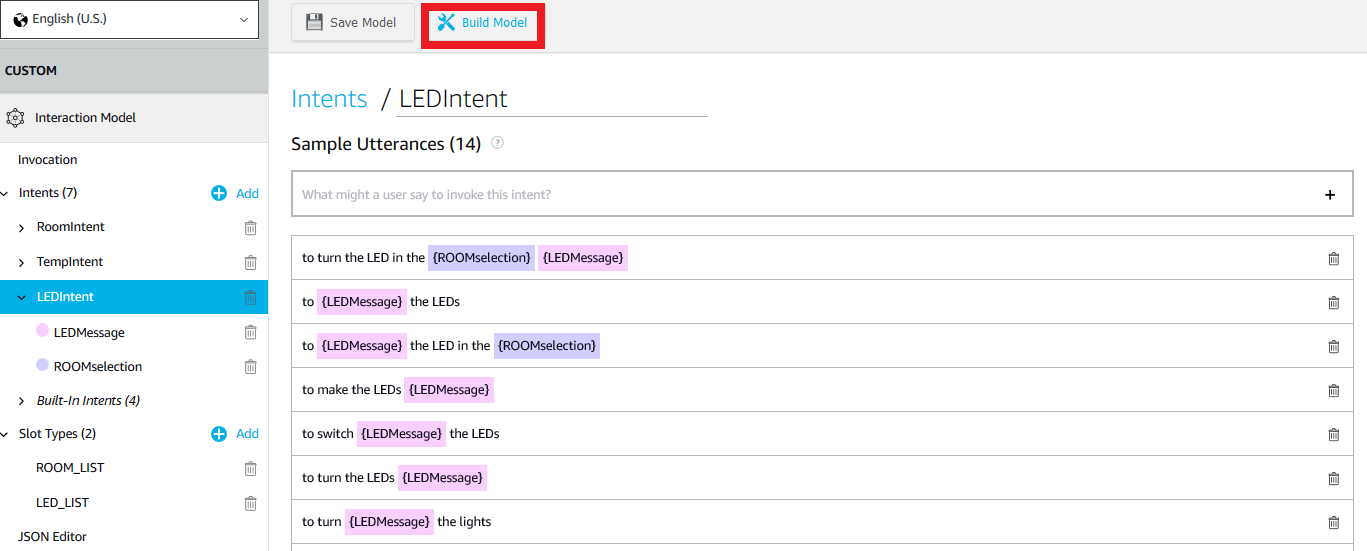 English (U.S.)
Save Model
Build Model
CUSTOM
Interaction Model
Invocation
Intents (7)
Add
RoomIntent
TempIntent
LEDIntent
LEDMessage
ROOMselection
Built-In Intents (4)
Slot Types (2)
Add
ROOM_LIST
LED_LIST
JSON Editor
Intents / LEDIntent
Sample Utterances (14) ?
What might a user say to invoke this intent? +
to turn the LED in the {ROOMselection} {LEDMessage}
to {LEDMessage} the LEDs
to {LEDMessage} the LED in the {ROOMselection}
to make the LEDs {LEDMessage}
to switch {LEDMessage} the LEDs
to turn the LEDs {LEDMessage}
to turn {LEDMessage} the lights